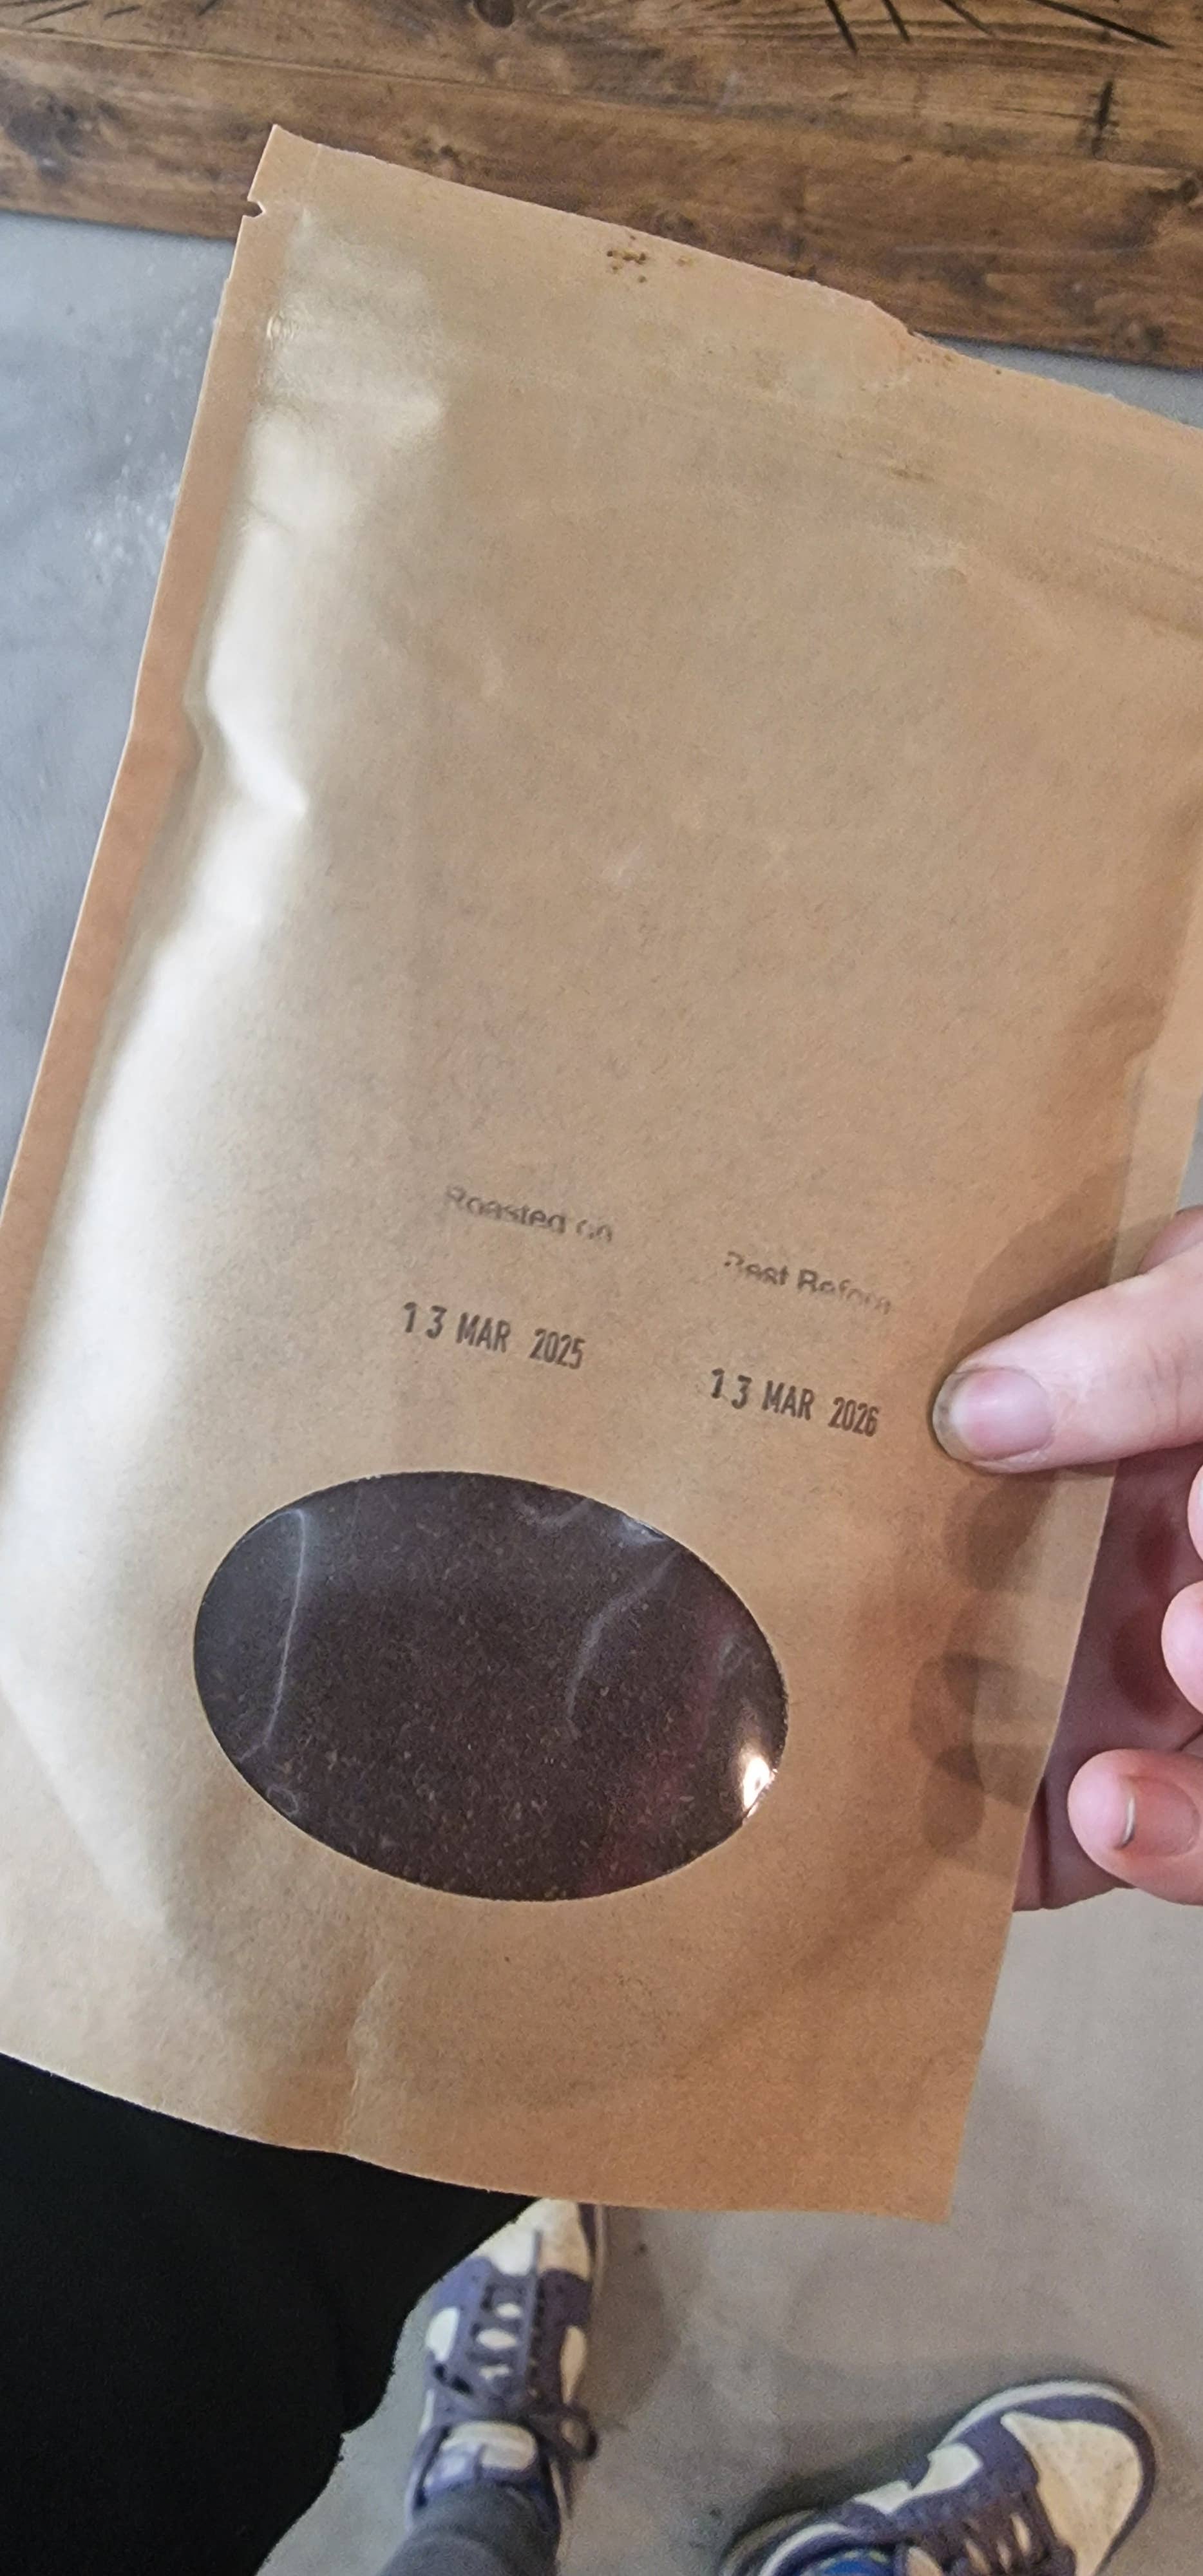 Roasted on
Best Before
13 MAR 2025
13 MAR 2026